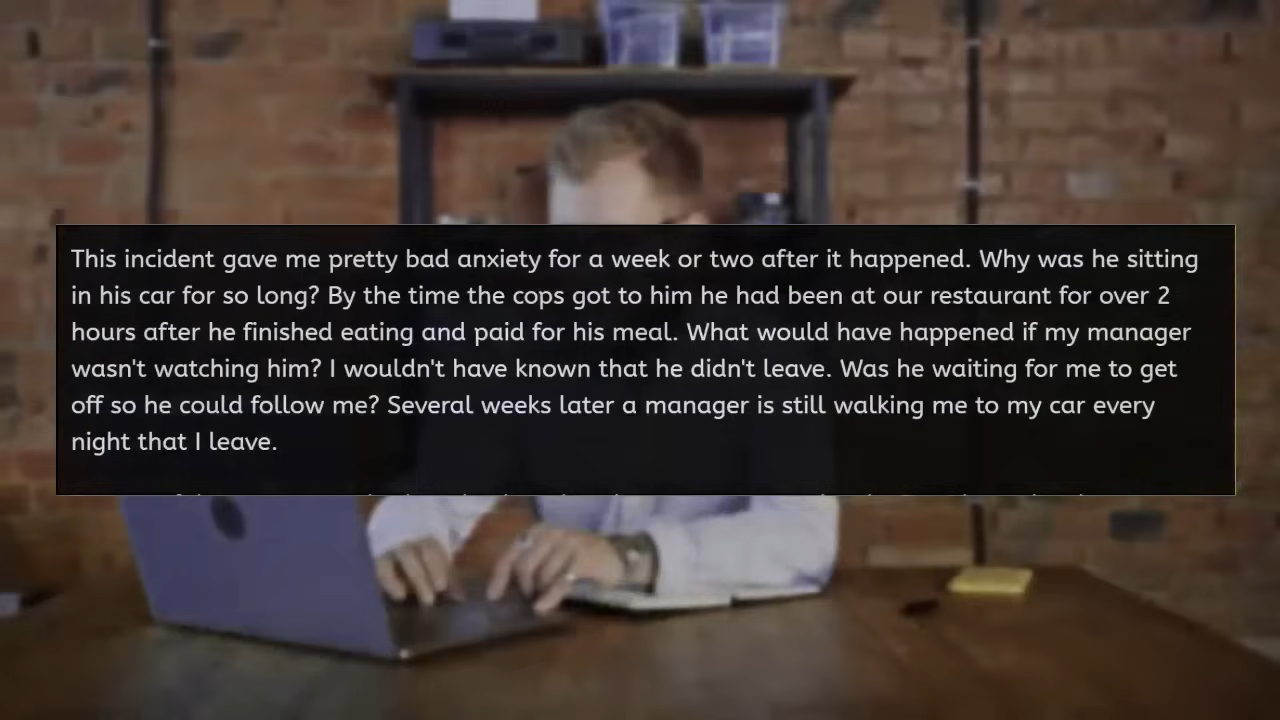 This incident gave me pretty bad anxiety for a week or two after it happened. Why was he sitting
in his car for so long? By the time the cops got to him he had been at our restaurant for over 2
hours after he finished eating and paid for his meal. What would have happened if my manager
wasn't watching him? I wouldn't have known that he didn't leave. Was he waiting for me to get
off so he could follow me? Several weeks later a manager is still walking me to my car every
night that I leave.